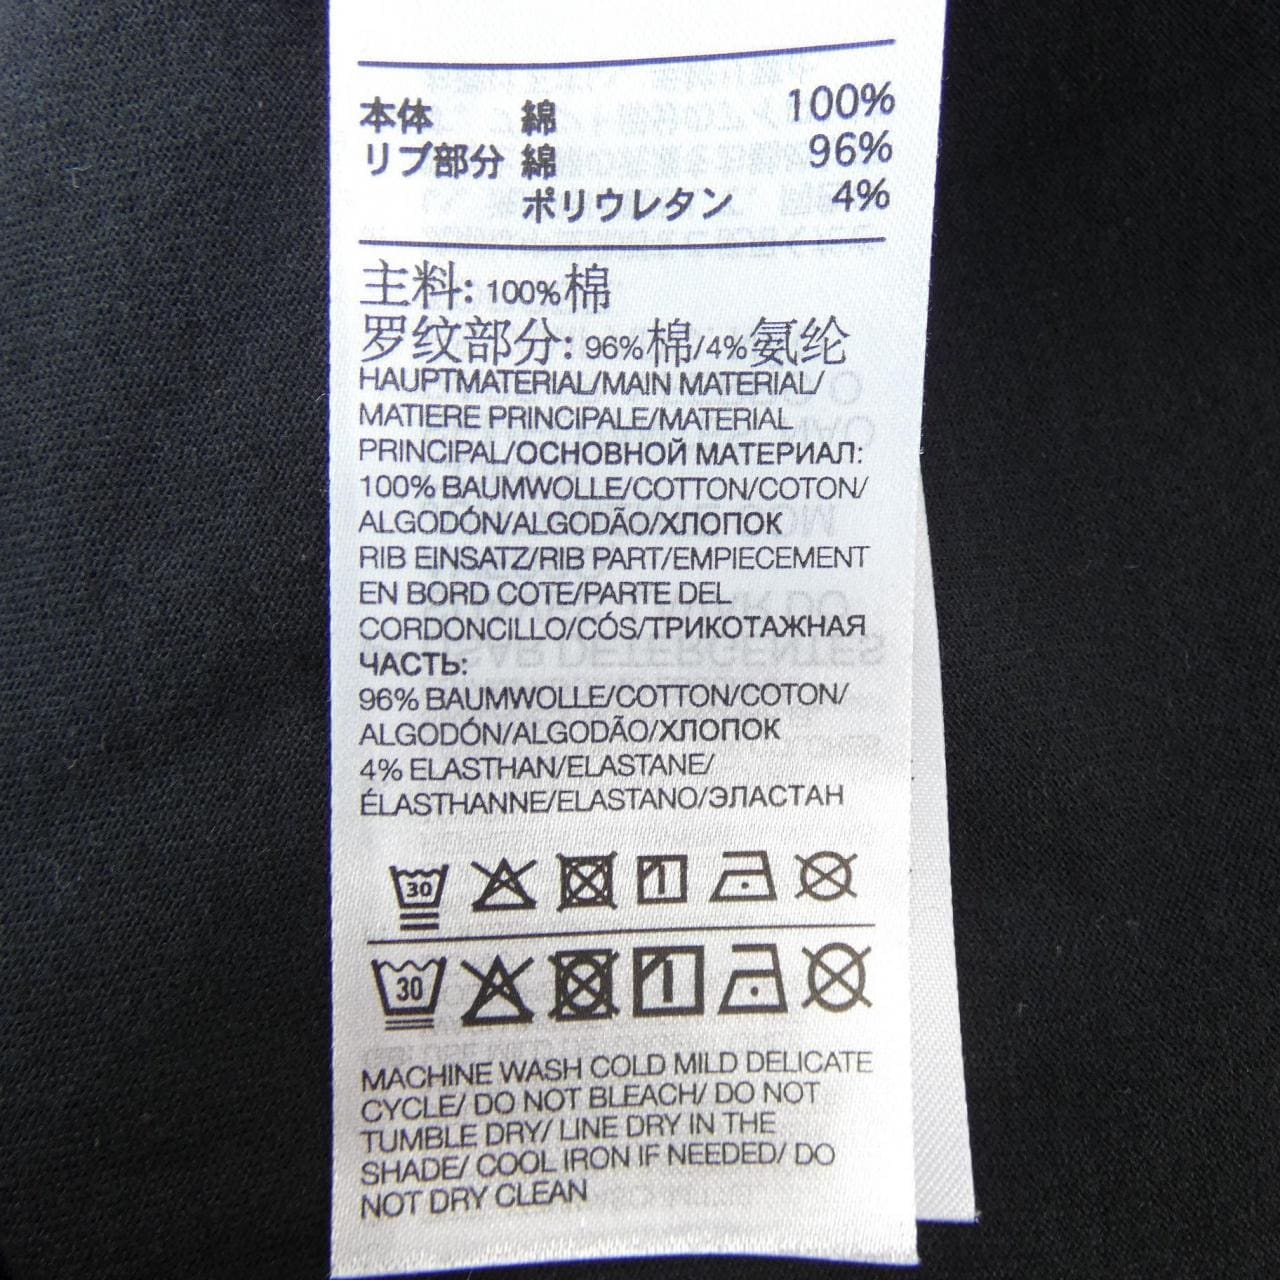 本体 綿 100%
リブ部分 綿 96%
ポリウレタン 4%
主料: 100%棉
罗纹部分: 96%棉/4%氨纶
HAUPTMATERIAL/MAIN MATERIAL/
MATIERE PRINCIPALE/MATERIAL
PRINCIPAL/ОСНОВНОЙ МАТЕРИАЛ:
100% BAUMWOLLE/COTTON/COTON/
ALGODÓN/ALGODÃO/ХЛОПОК
RIB EINSATZ/RIB PART/EMPIECEMENT
EN BORD COTE/PARTE DEL
CORDONCILLO/CÓS/ТРИКОТАЖНАЯ
ЧАСТЬ:
96% BAUMWOLLE/COTTON/COTON/
ALGODÓN/ALGODÃO/ХЛОПОК
4% ELASTHAN/ELASTANE/
ÉLASTHANNE/ELASTANO/ЭЛАСТАН
30
30
MACHINE WASH COLD MILD DELICATE
CYCLE/ DO NOT BLEACH/ DO NOT
TUMBLE DRY/ LINE DRY IN THE
SHADE/ COOL IRON IF NEEDED/ DO
NOT DRY CLEAN